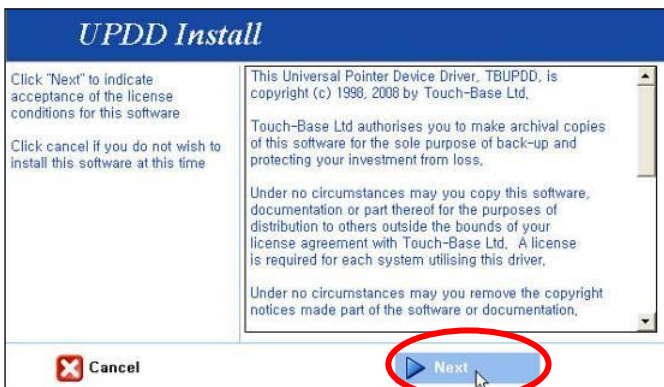 UPDD Install
Click "Next" to indicate
acceptance of the license
conditions for this software
Click cancel if you do not wish to
install this software at this time
This Universal Pointer Device Driver, TBUPDD, is
copyright (c) 1998, 2008 by Touch-Base Ltd.
Touch-Base Ltd authorises you to make archival copies
of this software for the sole purpose of back-up and
protecting your investment from loss.
Under no circumstances may you copy this software,
documentation or part thereof for the purposes of
distribution to others outside the bounds of your
license agreement with Touch-Base Ltd. A license
is required for each system utilising this driver.
Under no circumstances may you remove the copyright
notices made part of the software or documentation.
Cancel
Next